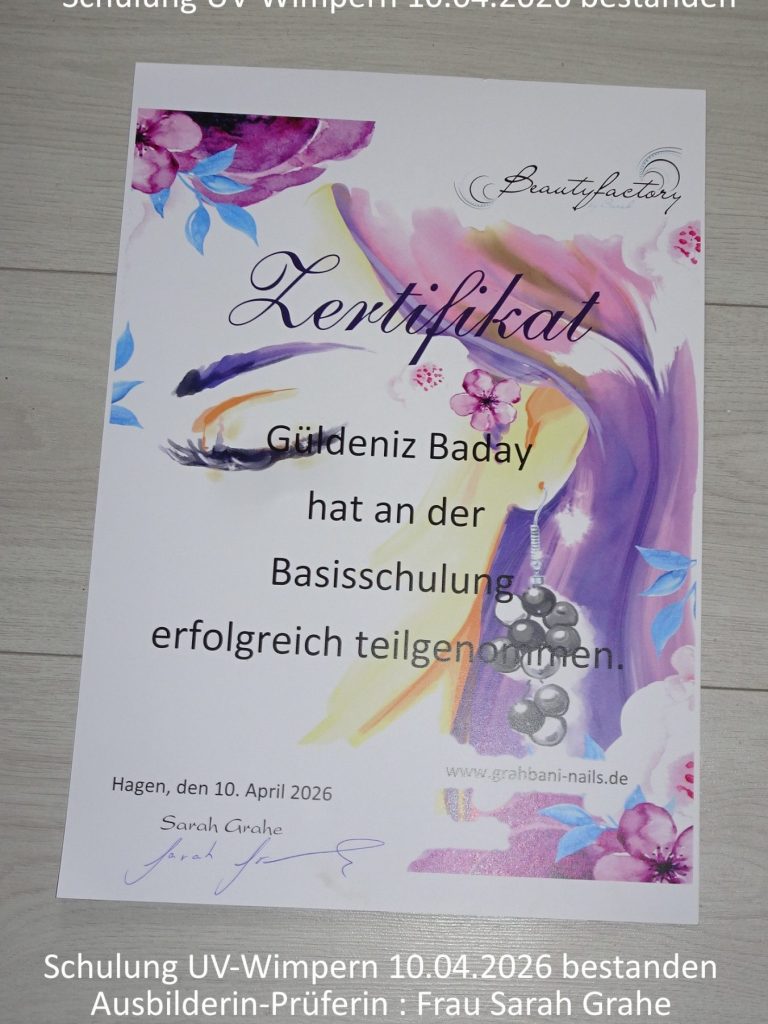 Schulung UV-Wimpern 10.04.2026 bestanden
Beautyfactory
Zertifikat
Güldeniz Baday
hat an der
Basisschulung
erfolgreich teilgenommen.
www.grahbani-nails.de
Hagen, den 10. April 2026
Sarah Grahe
Schulung UV-Wimpern 10.04.2026 bestanden
Ausbilderin-Prüferin : Frau Sarah Grahe